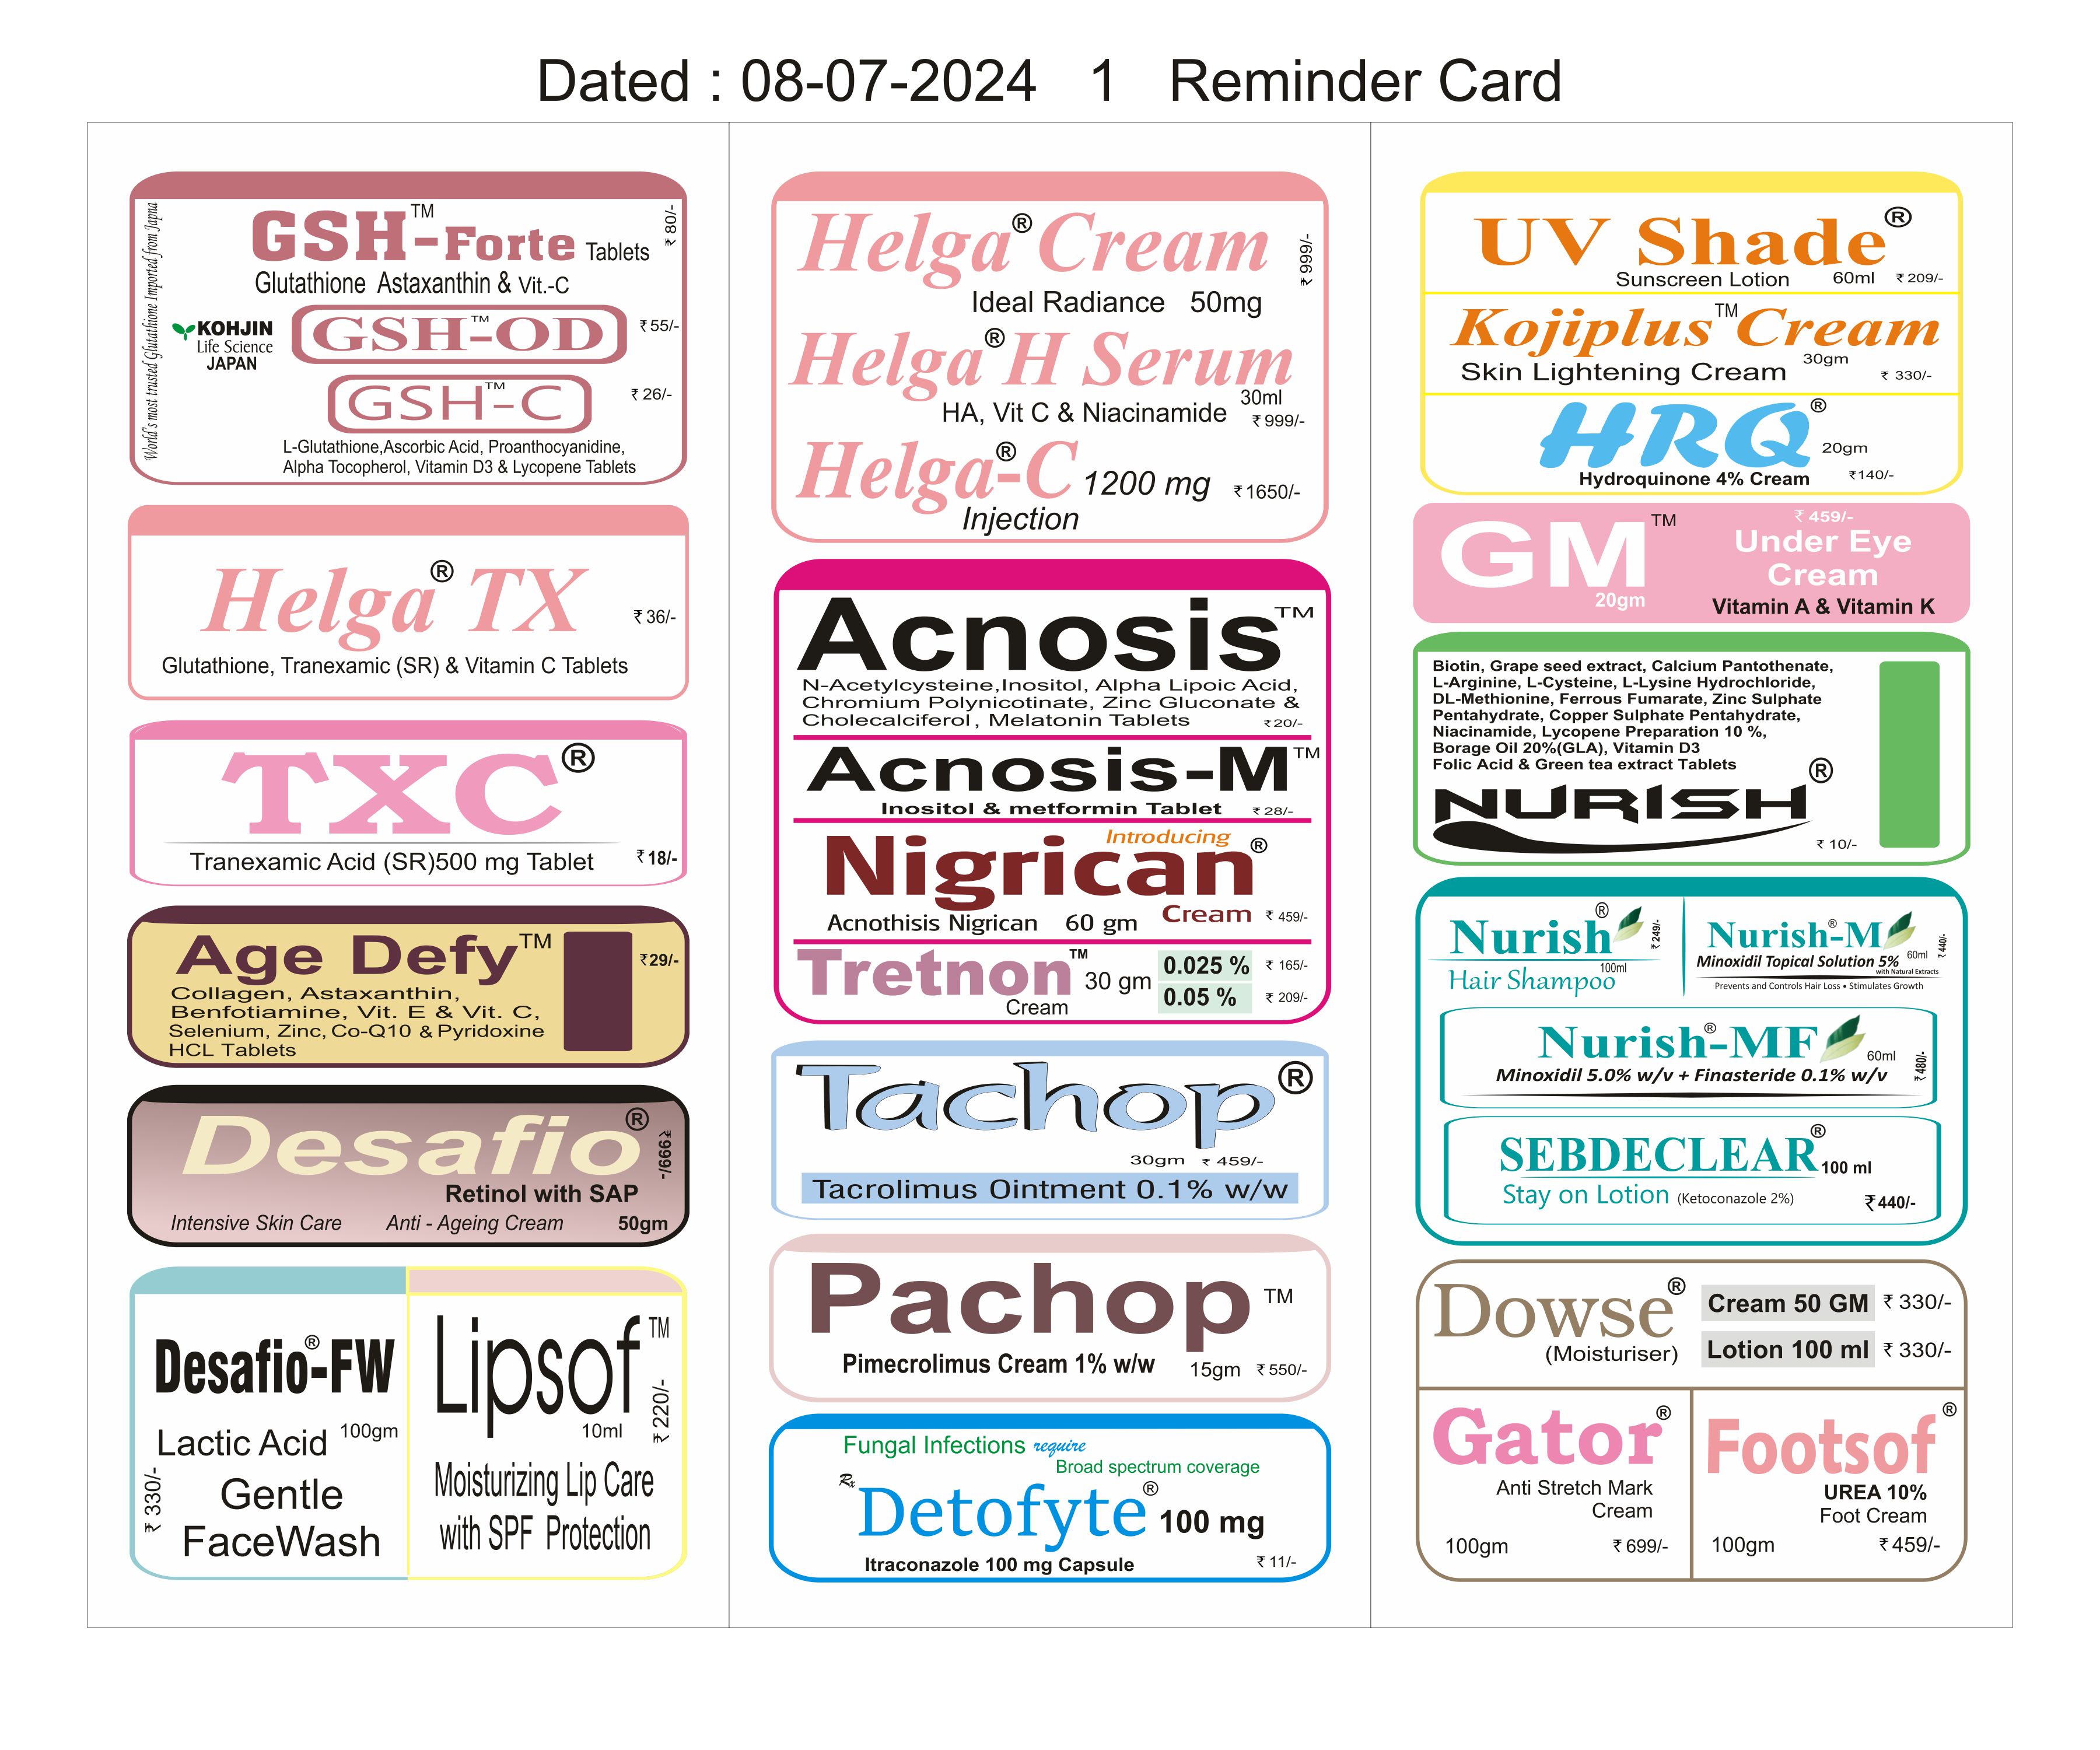 Dated : 08-07-2024 1 Reminder Card
World's most trusted Glutathione Imported from Japna
GSH™-Forte Tablets
₹ 80/-
Glutathione Astaxanthin & Vit.-C
KOHJIN
Life Science
JAPAN
GSH™-OD
₹ 55/-
GSH™-C
₹ 26/-
L-Glutathione,Ascorbic Acid, Proanthocyanidine,
Alpha Tocopherol, Vitamin D3 & Lycopene Tablets
Helga® TX
₹ 36/-
Glutathione, Tranexamic (SR) & Vitamin C Tablets
TXC®
Tranexamic Acid (SR)500 mg Tablet ₹ 18/-
Age Defy™
₹29/-
Collagen, Astaxanthin,
Benfotiamine, Vit. E & Vit. C,
Selenium, Zinc, Co-Q10 & Pyridoxine
HCL Tablets
Desafio®
₹999/-
Retinol with SAP
Intensive Skin Care Anti - Ageing Cream 50gm
Desafio®-FW
Lactic Acid 100gm
Gentle
FaceWash
₹ 330/-
Lipsof™
10ml
₹ 220/-
Moisturizing Lip Care
with SPF Protection
Helga® Cream
₹ 999/-
Ideal Radiance 50mg
Helga® H Serum
30ml
HA, Vit C & Niacinamide ₹ 999/-
Helga®-C 1200 mg ₹ 1650/-
Injection
Acnosis™
N-Acetylcysteine,Inositol, Alpha Lipoic Acid,
Chromium Polynicotinate, Zinc Gluconate &
Cholecalciferol, Melatonin Tablets ₹20/-
Acnosis-M™
Inositol & metformin Tablet ₹ 28/-
Introducing
Nigrican®
Acnothisis Nigrican 60 gm Cream ₹ 459/-
Tretnon™ 30 gm
Cream
0.025 % ₹ 165/-
0.05 % ₹ 209/-
Tachop®
30gm ₹ 459/-
Tacrolimus Ointment 0.1% w/w
Pachop™
Pimecrolimus Cream 1% w/w 15gm ₹ 550/-
Fungal Infections require
Broad spectrum coverage
Rx
Detofyte® 100 mg
Itraconazole 100 mg Capsule ₹ 11/-
UV Shade®
Sunscreen Lotion 60ml ₹ 209/-
Kojiplus™ Cream
Skin Lightening Cream 30gm ₹ 330/-
HRQ®
20gm
Hydroquinone 4% Cream ₹140/-
GM™
20gm
₹ 459/-
Under Eye
Cream
Vitamin A & Vitamin K
Biotin, Grape seed extract, Calcium Pantothenate,
L-Arginine, L-Cysteine, L-Lysine Hydrochloride,
DL-Methionine, Ferrous Fumarate, Zinc Sulphate
Pentahydrate, Copper Sulphate Pentahydrate,
Niacinamide, Lycopene Preparation 10 %,
Borage Oil 20%(GLA), Vitamin D3
Folic Acid & Green tea extract Tablets
NURISH®
₹ 10/-
Nurish®
₹ 249/-
100ml
Hair Shampoo
Nurish®-M
₹ 440/-
Minoxidil Topical Solution 5% 60ml
with Natural Extracts
Prevents and Controls Hair Loss • Stimulates Growth
Nurish®-MF
60ml
₹ 480/-
Minoxidil 5.0% w/v + Finasteride 0.1% w/v
SEBDECLEAR® 100 ml
Stay on Lotion (Ketoconazole 2%) ₹ 440/-
Dowse®
(Moisturiser)
Cream 50 GM ₹ 330/-
Lotion 100 ml ₹ 330/-
Gator®
Anti Stretch Mark
Cream
100gm ₹ 699/-
Footsof®
UREA 10%
Foot Cream
100gm ₹ 459/-